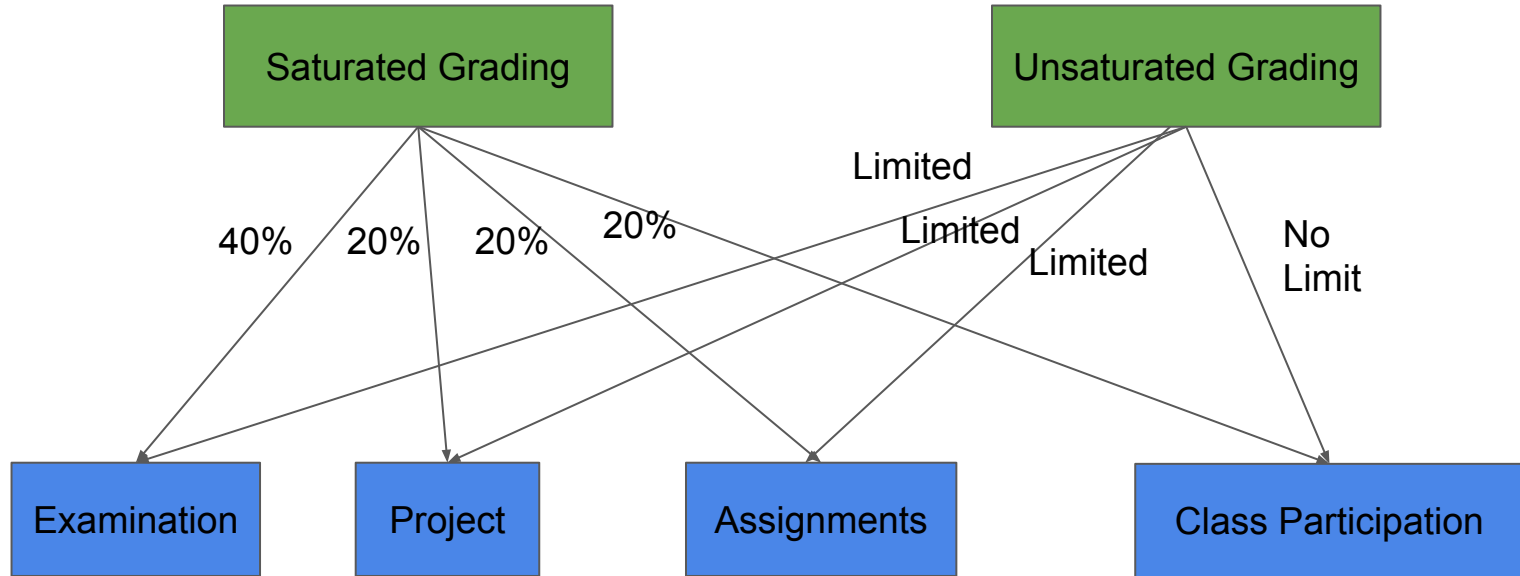 Saturated Grading
Unsaturated Grading
Limited
40%
20%
20%
20%
Limited
Limited
No
Limit
Examination
Project
Assignments
Class Participation